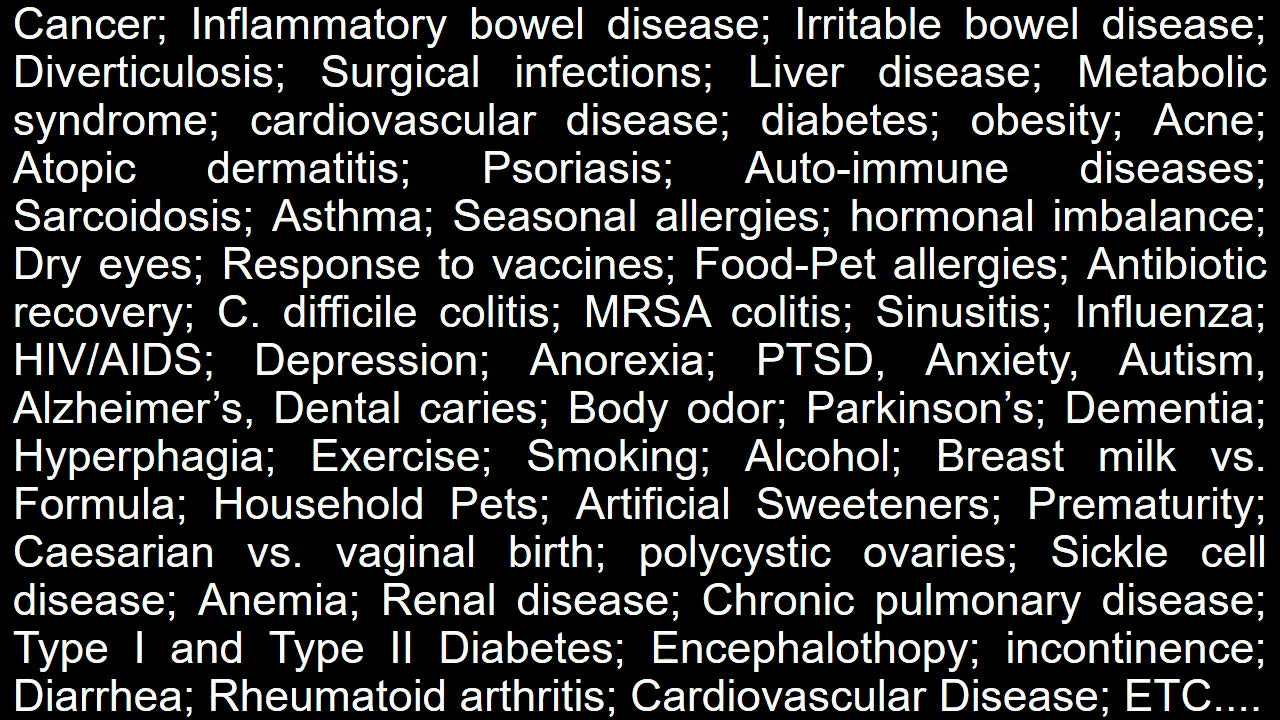 Cancer; Inflammatory bowel disease; Irritable bowel disease;
Diverticulosis; Surgical infections; Liver disease; Metabolic
syndrome; cardiovascular disease; diabetes; obesity; Acne;
Atopic dermatitis; Psoriasis; Auto-immune diseases;
Sarcoidosis; Asthma; Seasonal allergies; hormonal imbalance;
Dry eyes; Response to vaccines; Food-Pet allergies; Antibiotic
recovery; C. difficile colitis; MRSA colitis; Sinusitis; Influenza;
HIV/AIDS; Depression; Anorexia; PTSD, Anxiety, Autism,
Alzheimer’s, Dental caries; Body odor; Parkinson’s; Dementia;
Hyperphagia; Exercise; Smoking; Alcohol; Breast milk vs.
Formula; Household Pets; Artificial Sweeteners; Prematurity;
Caesarian vs. vaginal birth; polycystic ovaries; Sickle cell
disease; Anemia; Renal disease; Chronic pulmonary disease;
Type I and Type II Diabetes; Encephalothopy; incontinence;
Diarrhea; Rheumatoid arthritis; Cardiovascular Disease; ETC....